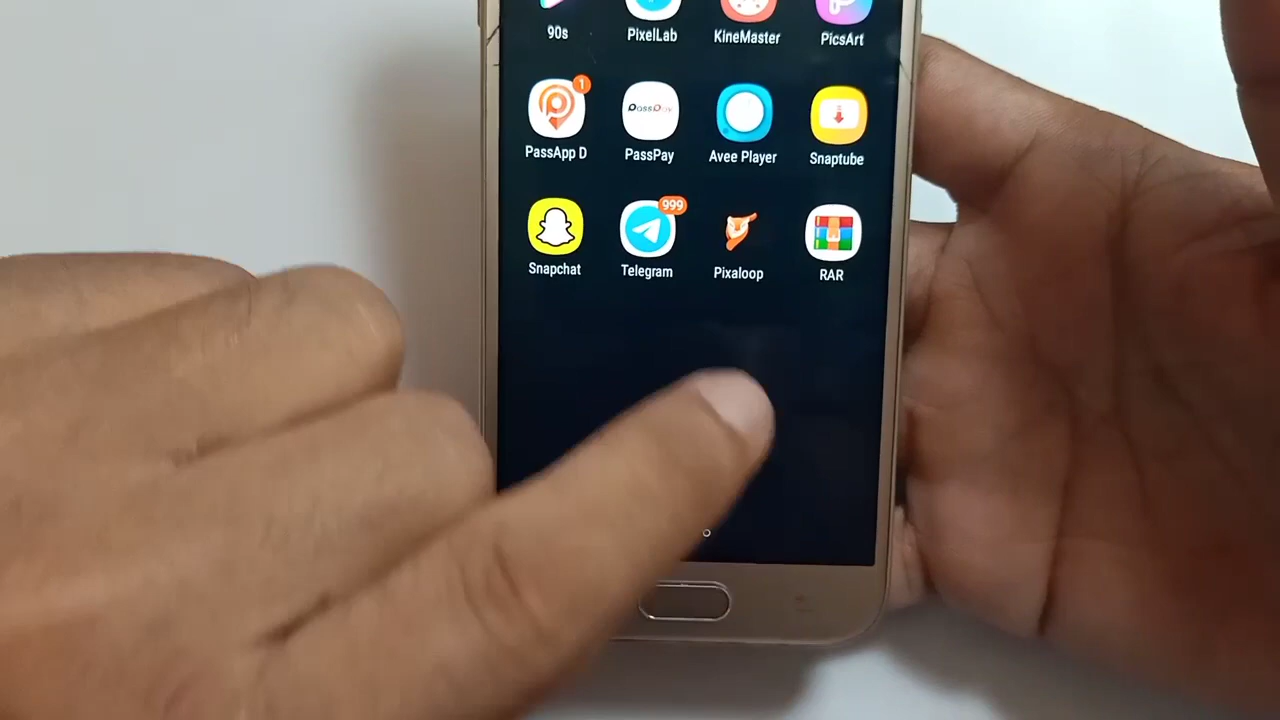 90s PixelLab KineMaster PicsArt
1
PassApp D PassPay Avee Player Snaptube
999
Snapchat Telegram Pixaloop RAR